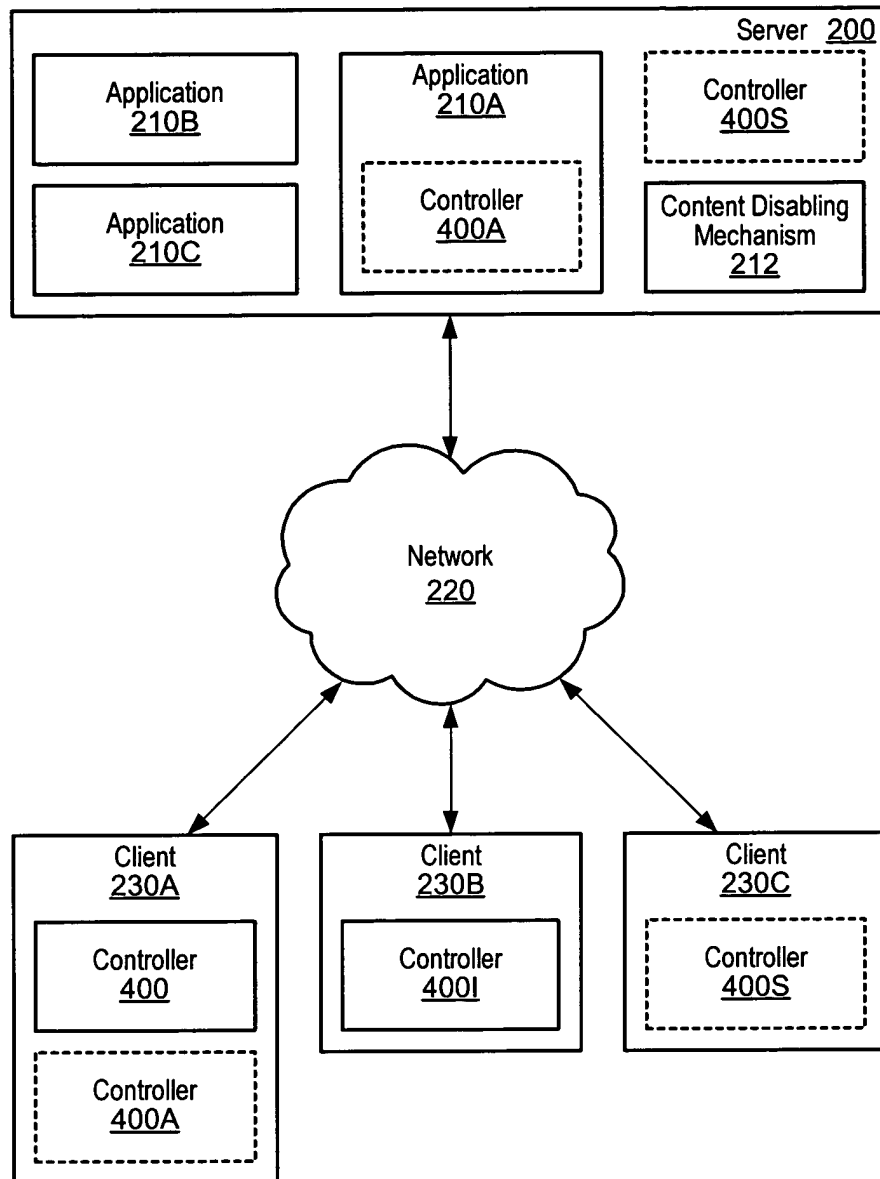 Server 200
Application
210B
Application
210A
Controller
400S
Application
210C
Controller
400A
Content Disabling
Mechanism
212
Network
220
Client
230A
Client
230B
Client
230C
Controller
400
Controller
400I
Controller
400S
Controller
400A